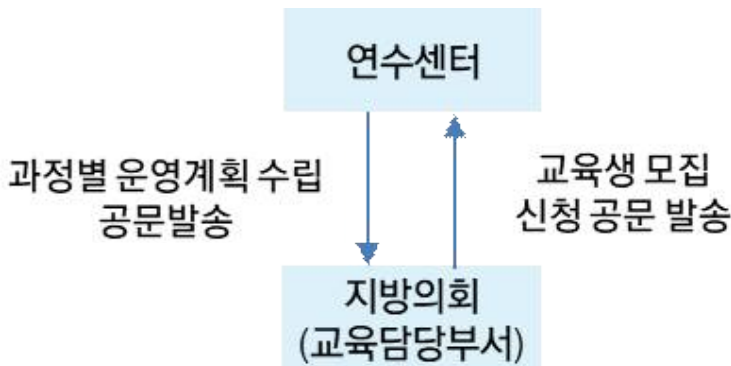 연수센터
과정별 운영계획 수립
공문발송
교육생 모집
신청 공문 발송
지방의회
(교육담당부서)